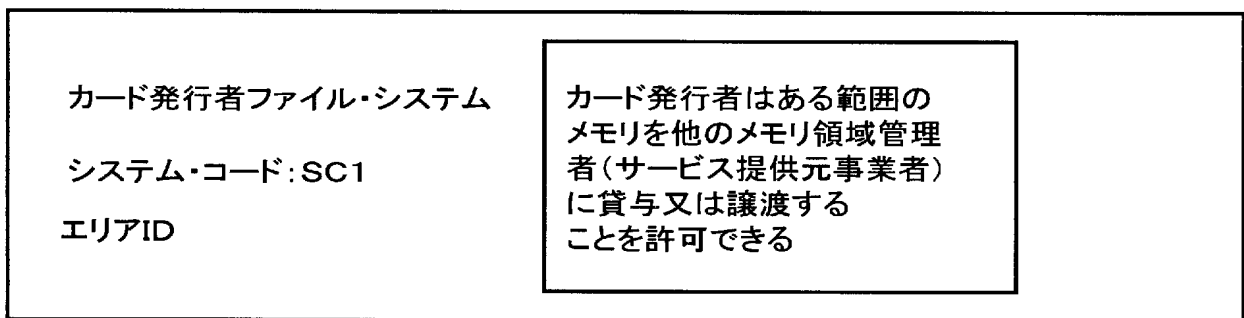 カード発行者ファイル・システム
システム・コード：SC1
エリアID
カード発行者はある範囲の
メモリを他のメモリ領域管理
者（サービス提供元事業者）
に貸与又は譲渡する
ことを許可できる